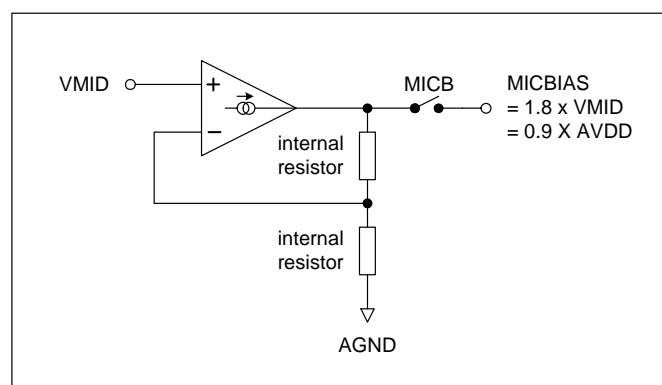 VMID
+
−
MICB
MICBIAS
= 1.8 x VMID
= 0.9 X AVDD
internal
resistor
internal
resistor
AGND